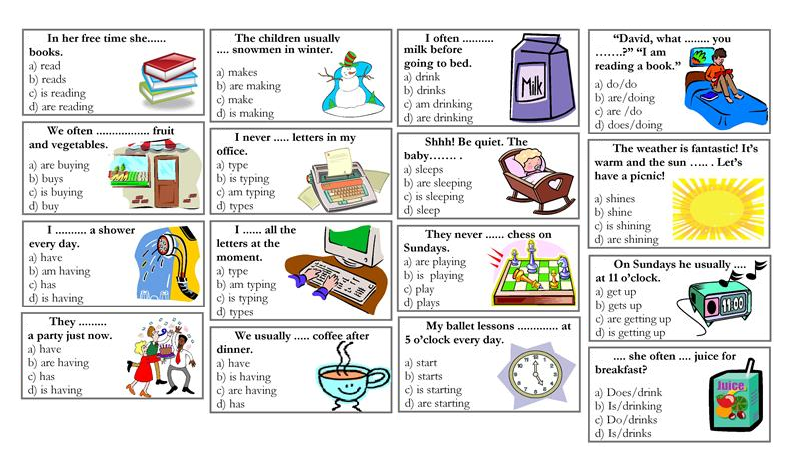 In her free time she......
books.
a) read
b) reads
c) is reading
d) are reading
We often ................. fruit
and vegetables.
a) are buying
b) buys
c) is buying
d) buy
I .......... a shower
every day.
a) have
b) am having
c) has
d) is having
They .........
a party just now.
a) have
b) are having
c) has
d) is having
The children usually
.... snowmen in winter.
a) makes
b) are making
c) make
d) is making
I never ..... letters in my
office.
a) type
b) is typing
c) am typing
d) types
I ...... all the
letters at the
moment.
a) type
b) am typing
c) is typing
d) types
We usually ..... coffee after
dinner.
a) have
b) is having
c) are having
d) has
I often ..........
milk before
going to bed.
a) drink
b) drinks
c) am drinking
d) are drinking
Milk
Shhh! Be quiet. The
baby........ .
a) sleeps
b) are sleeping
c) is sleeping
d) sleep
They never ...... chess on
Sundays.
a) are playing
b) is  playing
c) play
d) plays
My ballet lessons ............. at
5 o'clock every day.
a) start
b) starts
c) is starting
d) are starting
"David, what ........ you
…….?" "I am
reading a book."
a) do/do
b) are/doing
c) are /do
d) does/doing
The weather is fantastic! It's
warm and the sun ..... . Let's
have a picnic!
a) shines
b) shine
c) is shining
d) are shining
On Sundays he usually ....
at 11 o'clock.
a) get up
b) gets up
c) are getting up
d) is getting up
11:00
.... she often .... juice for
breakfast?
a) Does/drink
b) Is/drinking
c) Do/drinks
d) Is/drinks
Juice